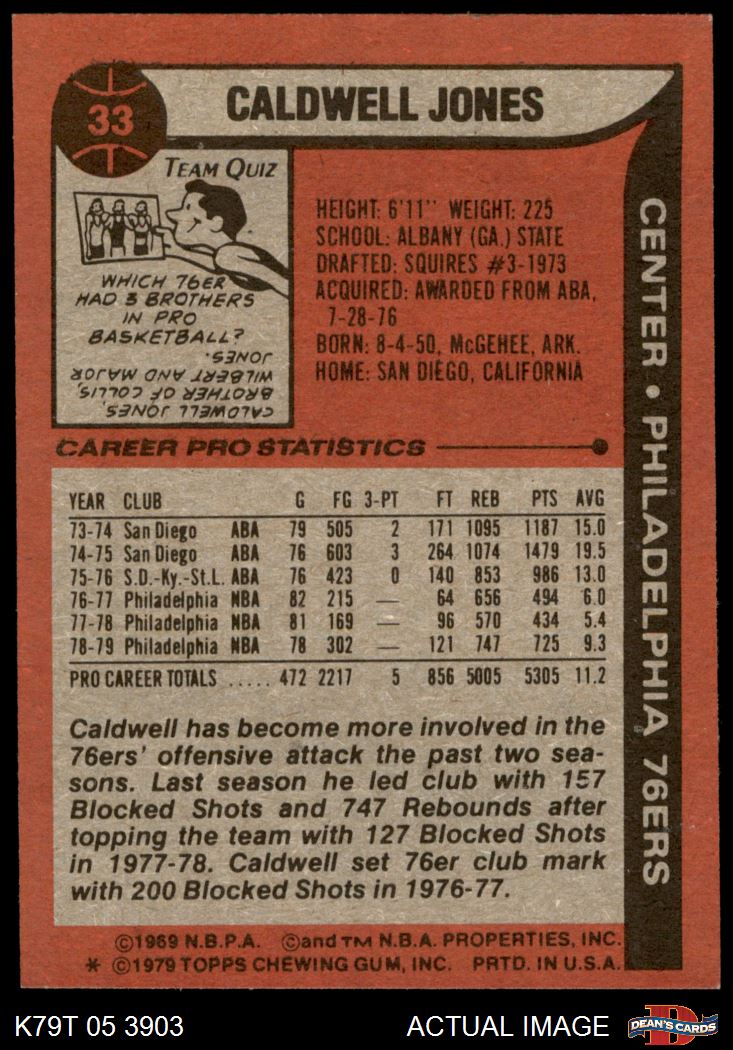 33
CALDWELL JONES
TEAM QUIZ
WHICH 76ER
HAD 3 BROTHERS
IN PRO
BASKETBALL?
CALDWELL JONES,
BROTHER OF COLLIS,
WILBERT AND MAJOR
JONES.
HEIGHT: 6'11" WEIGHT: 225
SCHOOL: ALBANY (GA.) STATE
DRAFTED: SQUIRES #3-1973
ACQUIRED: AWARDED FROM ABA,
7-28-76
BORN: 8-4-50, McGEHEE, ARK.
HOME: SAN DIEGO, CALIFORNIA
CENTER • PHILADELPHIA 76ERS
CAREER PRO STATISTICS
YEAR CLUB G FG 3-PT FT REB PTS AVG
73-74 San Diego ABA 79 505 2 171 1095 1187 15.0
74-75 San Diego ABA 76 603 3 264 1074 1479 19.5
75-76 S.D.-Ky.-St.L. ABA 76 423 0 140 853 986 13.0
76-77 Philadelphia NBA 82 215 — 64 656 494 6.0
77-78 Philadelphia NBA 81 169 — 96 570 434 5.4
78-79 Philadelphia NBA 78 302 — 121 747 725 9.3
PRO CAREER TOTALS ..... 472 2217 5 856 5005 5305 11.2
Caldwell has become more involved in the
76ers' offensive attack the past two sea-
sons. Last season he led club with 157
Blocked Shots and 747 Rebounds after
topping the team with 127 Blocked Shots
in 1977-78. Caldwell set 76er club mark
with 200 Blocked Shots in 1976-77.
©1969 N.B.P.A. ©and TM N.B.A. PROPERTIES, INC.
* ©1979 TOPPS CHEWING GUM, INC. PRTD. IN U.S.A.
K79T 05 3903 ACTUAL IMAGE
D
DEAN'S CARDS